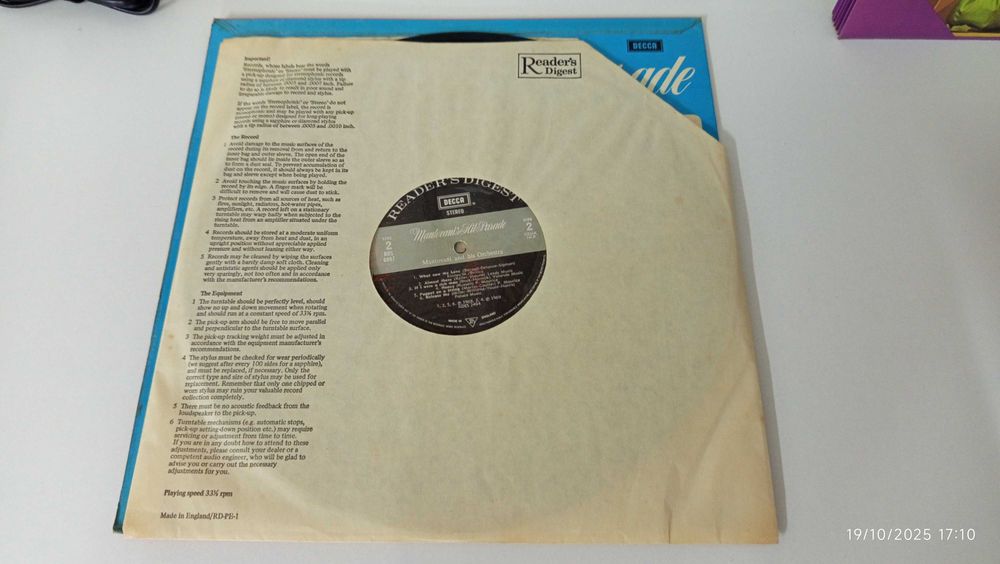 DECCA
ade
Reader's
Digest
Important!
Records, whose labels bear the words
'Stereophonic' or 'Stereo' must be played with
a pick-up designed for stereophonic records
using a sapphire or diamond stylus with a tip
radius of between .0005 and .0007 inch. Failure
to do so is likely to result in poor sound and
irreparable damage to record and stylus.
If the words 'Stereophonic' or 'Stereo' do not
appear on the record label, the record is
monophonic and may be played with any pick-up
(stereo or mono) designed for long-playing
records using a sapphire or diamond stylus
with a tip radius of between .0005 and .0010 inch.
The Record
1 Avoid damage to the music surfaces of the
record during its removal from and return to the
inner bag and outer sleeve. The open end of the
inner bag should lie inside the outer sleeve so as
to form a dust seal. To prevent accumulation of
dust on the record, it should always be kept in its
bag and sleeve except when being played.
2 Avoid touching the music surfaces by holding the
record by its edge. A finger mark will be
difficult to remove and will cause dust to stick.
3 Protect records from all sources of heat, such as
fires, sunlight, radiators, hot-water pipes,
amplifiers, etc. A record left on a stationary
turntable may warp badly when subjected to the
rising heat from an amplifier situated under the
turntable.
4 Records should be stored at a moderate uniform
temperature, away from heat and dust, in an
upright position without appreciable applied
pressure and without leaning either way.
5 Records may be cleaned by wiping the surfaces
gently with a barely damp soft cloth. Cleaning
and antistatic agents should be applied only
very sparingly, not too often and in accordance
with the manufacturer's recommendations.
The Equipment
1 The turntable should be perfectly level, should
show no up and down movement when rotating
and should run at a constant speed of 33⅓ rpm.
2 The pick-up arm should be free to move parallel
and perpendicular to the turntable surface.
3 The pick-up tracking weight must be adjusted in
accordance with the equipment manufacturer's
recommendations.
4 The stylus must be checked for wear periodically
(we suggest after every 100 sides for a sapphire),
and must be replaced, if necessary. Only the
correct type and size of stylus may be used for
replacement. Remember that only one chipped or
worn stylus may ruin your valuable record
collection completely.
5 There must be no acoustic feedback from the
loudspeaker to the pick-up.
6 Turntable mechanisms (e.g. automatic stops,
pick-up setting-down position etc.) may require
servicing or adjustment from time to time.
If you are in any doubt how to attend to these
adjustments, please consult your dealer or a
competent audio engineer, who will be glad to
advise you or carry out the necessary
adjustments for you.
Playing speed 33⅓ rpm
Made in England/RD-PE-1
READER'S DIGEST
DECCA
STEREO
Mantovani's Hit Parade
SIDE
2
SIDE
2
Mantovani and his Orchestra
1. What now my Love
MADE IN ENGLAND
19/10/2025 17:10